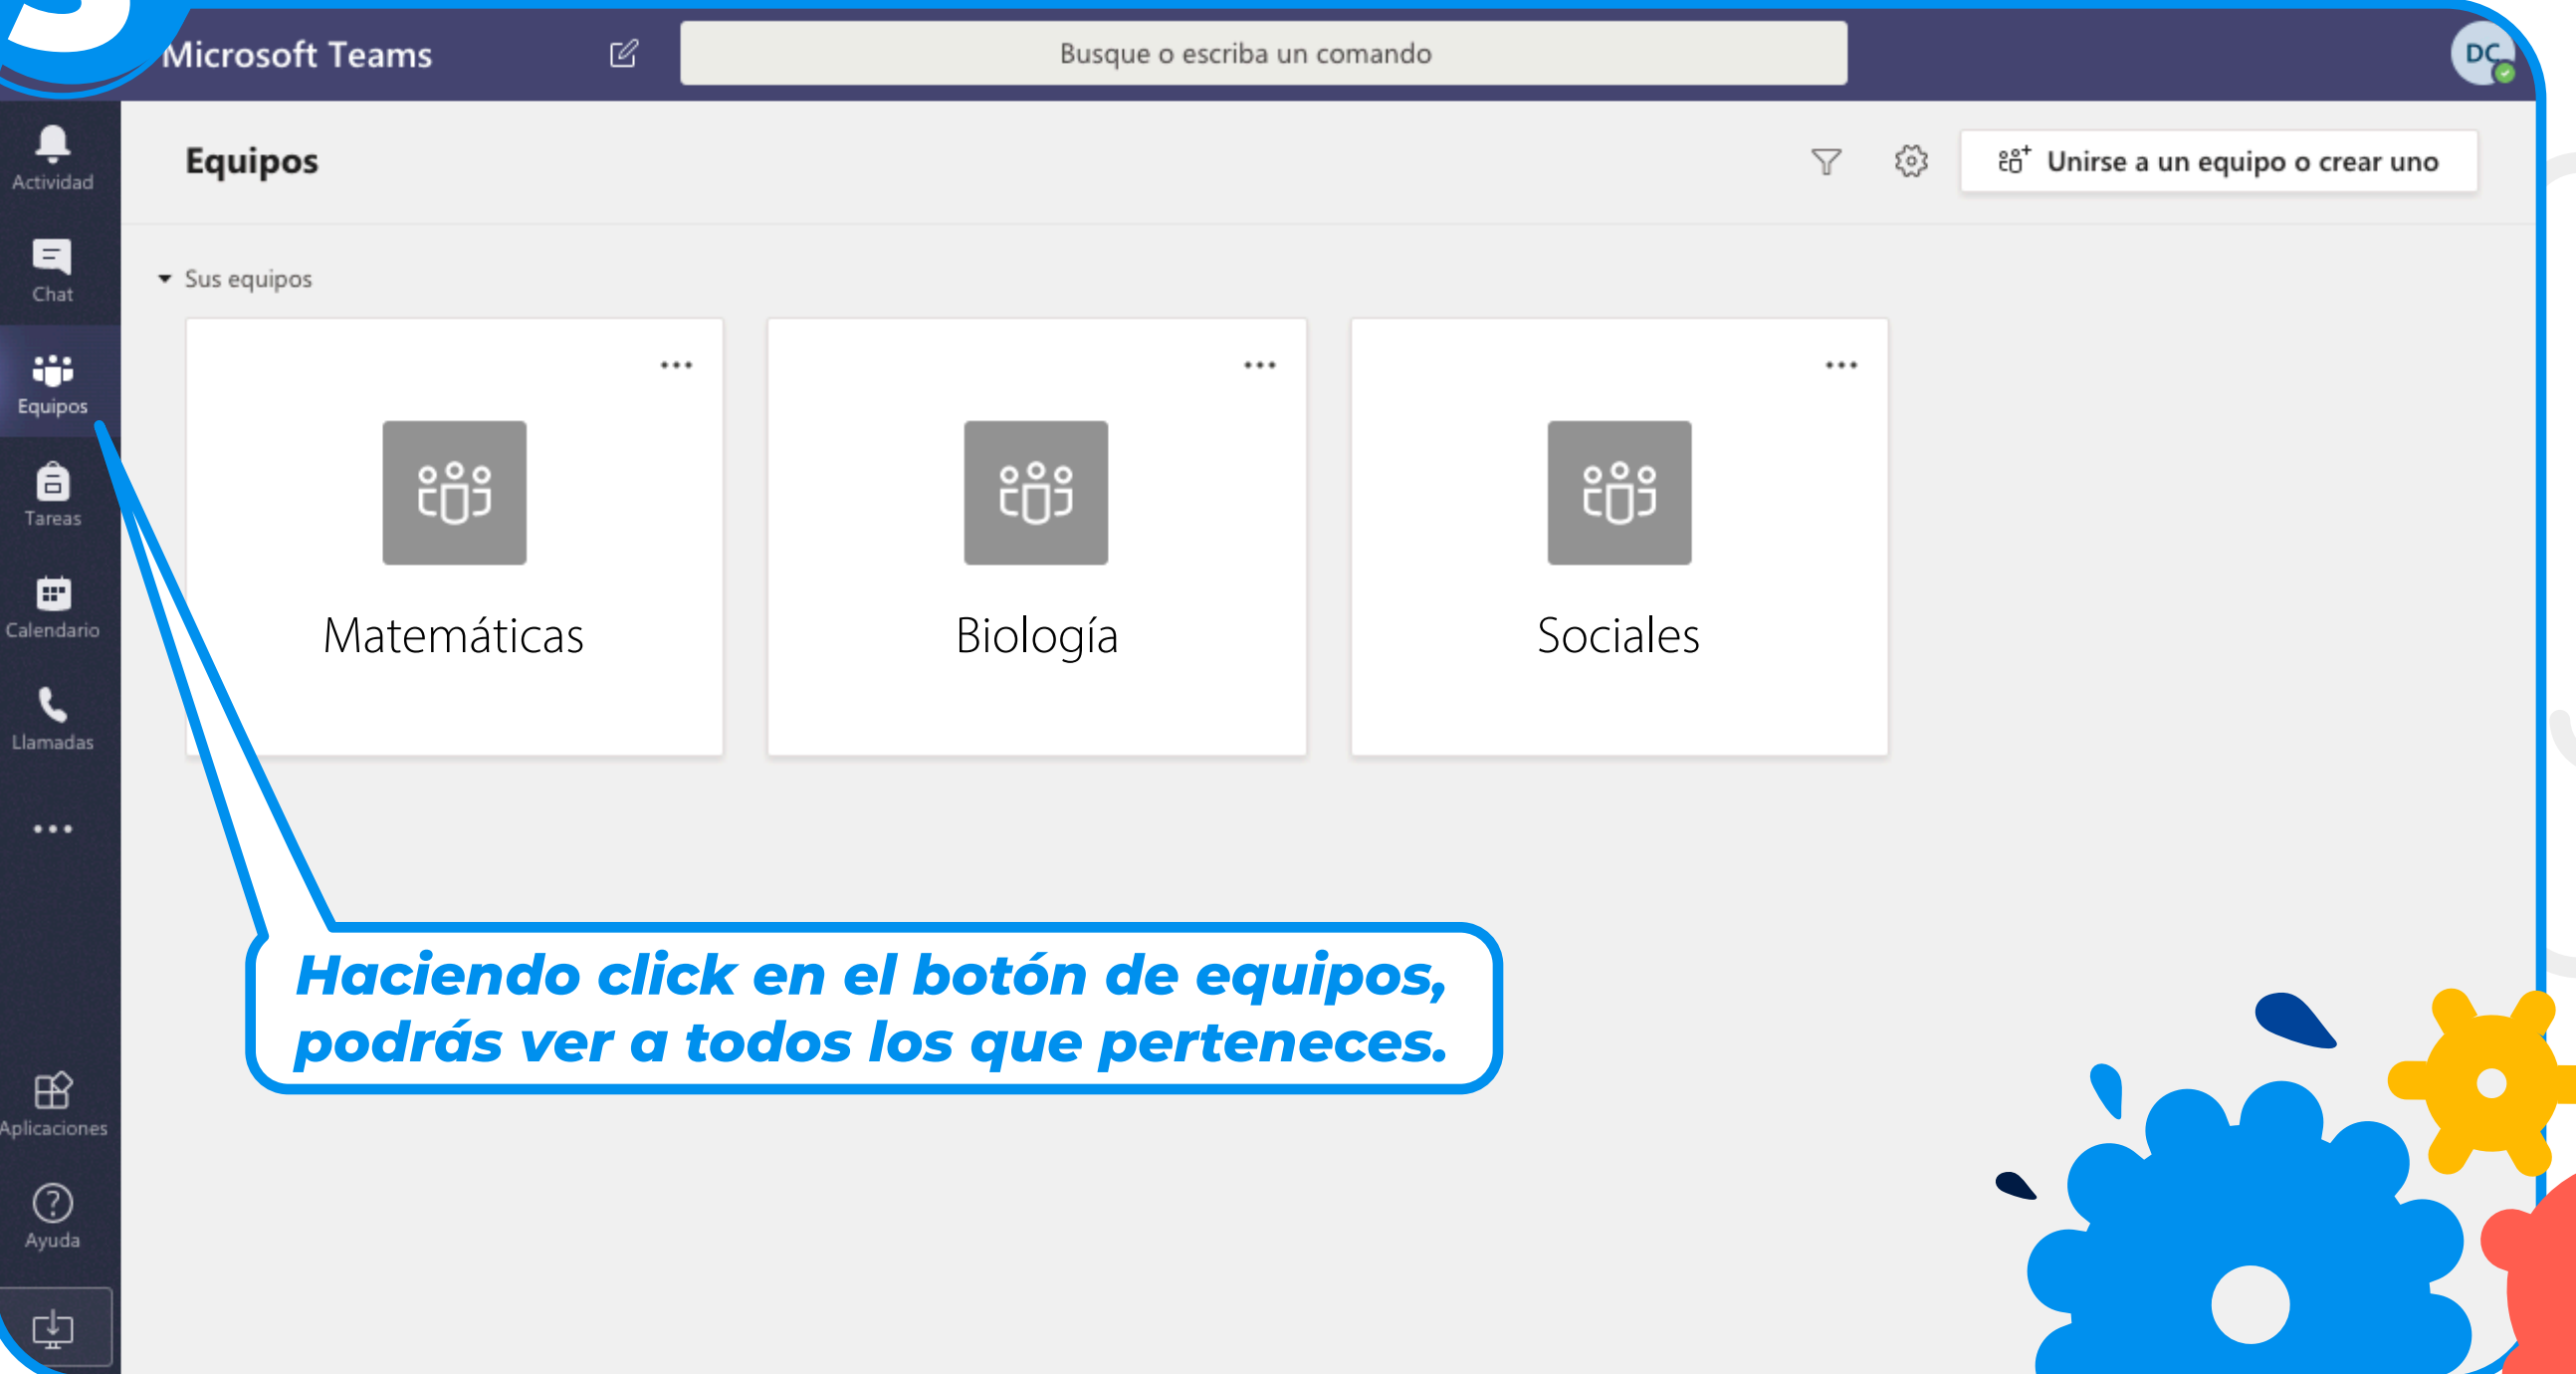 Microsoft Teams
Busque o escriba un comando
DC
Actividad
Chat
Equipos
Tareas
Calendario
Llamadas
Aplicaciones
Ayuda
Equipos
Unirse a un equipo o crear uno
Sus equipos
Matemáticas
Biología
Sociales
Haciendo click en el botón de equipos,
podrás ver a todos los que perteneces.